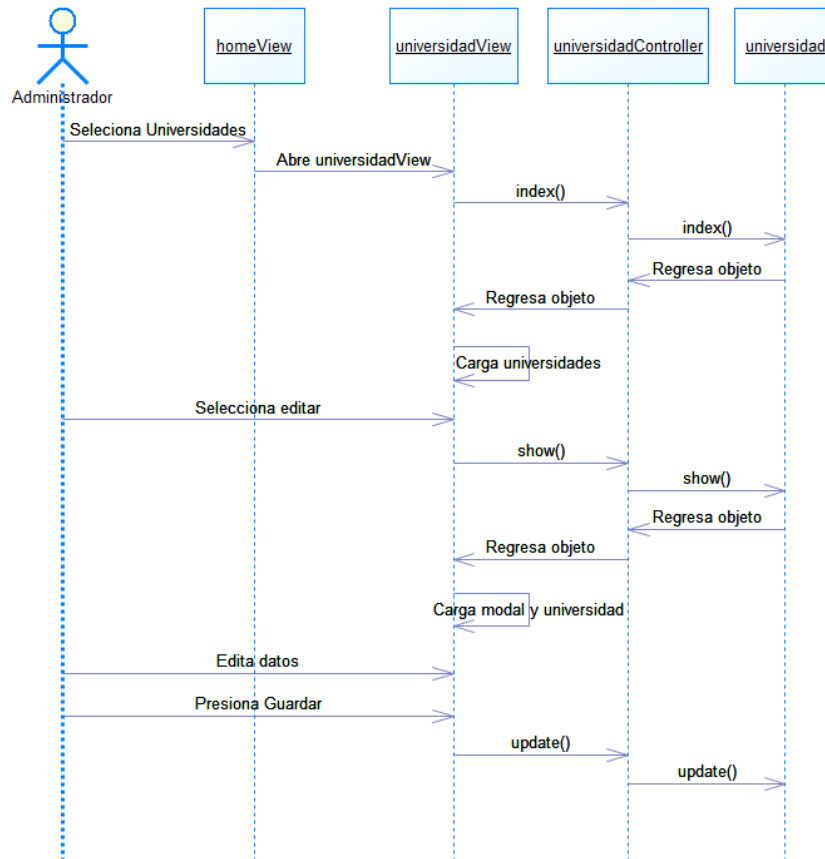 homeView
universidadView
universidadController
universidad
Administrador
Seleciona Universidades
Abre universidadView
index()
index()
Regresa objeto
Regresa objeto
Carga universidades
Selecciona editar
show()
show()
Regresa objeto
Regresa objeto
Carga modal y universidad
Edita datos
Presiona Guardar
update()
update()